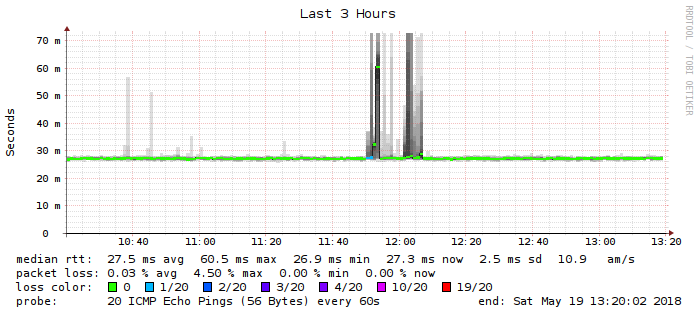 Last 3 Hours
RRDTOOL / TOBI OETIKER
Seconds
70 m
60 m
50 m
40 m
30 m
20 m
10 m
0
10:40 11:00 11:20 11:40 12:00 12:20 12:40 13:00 13:20
median rtt: 27.5 ms avg 60.5 ms max 26.9 ms min 27.3 ms now 2.5 ms sd 10.9 am/s
packet loss: 0.03 % avg 4.50 % max 0.00 % min 0.00 % now
loss color: 0 1/20 2/20 3/20 4/20 10/20 19/20
probe: 20 ICMP Echo Pings (56 Bytes) every 60s end: Sat May 19 13:20:02 2018